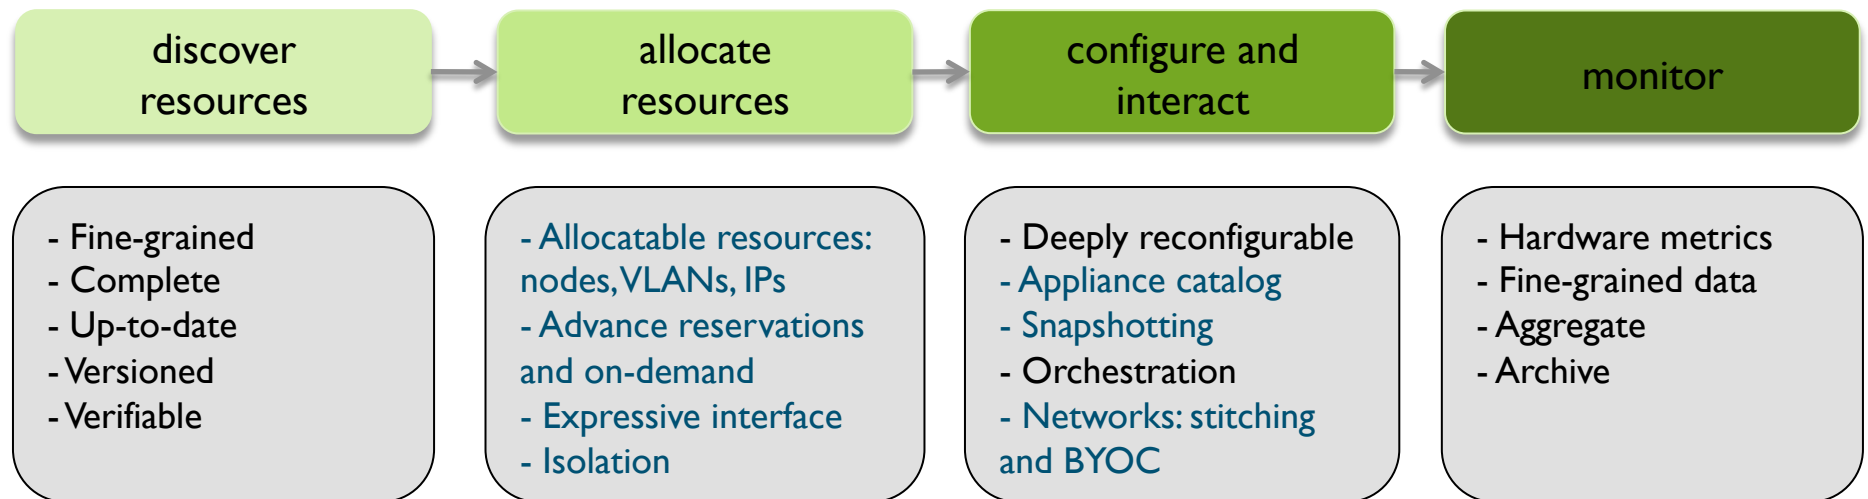 discover
resources
allocate
resources
configure and
interact
monitor
- Fine-grained
- Complete
- Up-to-date
- Versioned
- Verifiable
- Allocatable resources:
nodes, VLANs, IPs
- Advance reservations
and on-demand
- Expressive interface
- Isolation
- Deeply reconfigurable
- Appliance catalog
- Snapshotting
- Orchestration
- Networks: stitching
and BYOC
- Hardware metrics
- Fine-grained data
- Aggregate
- Archive